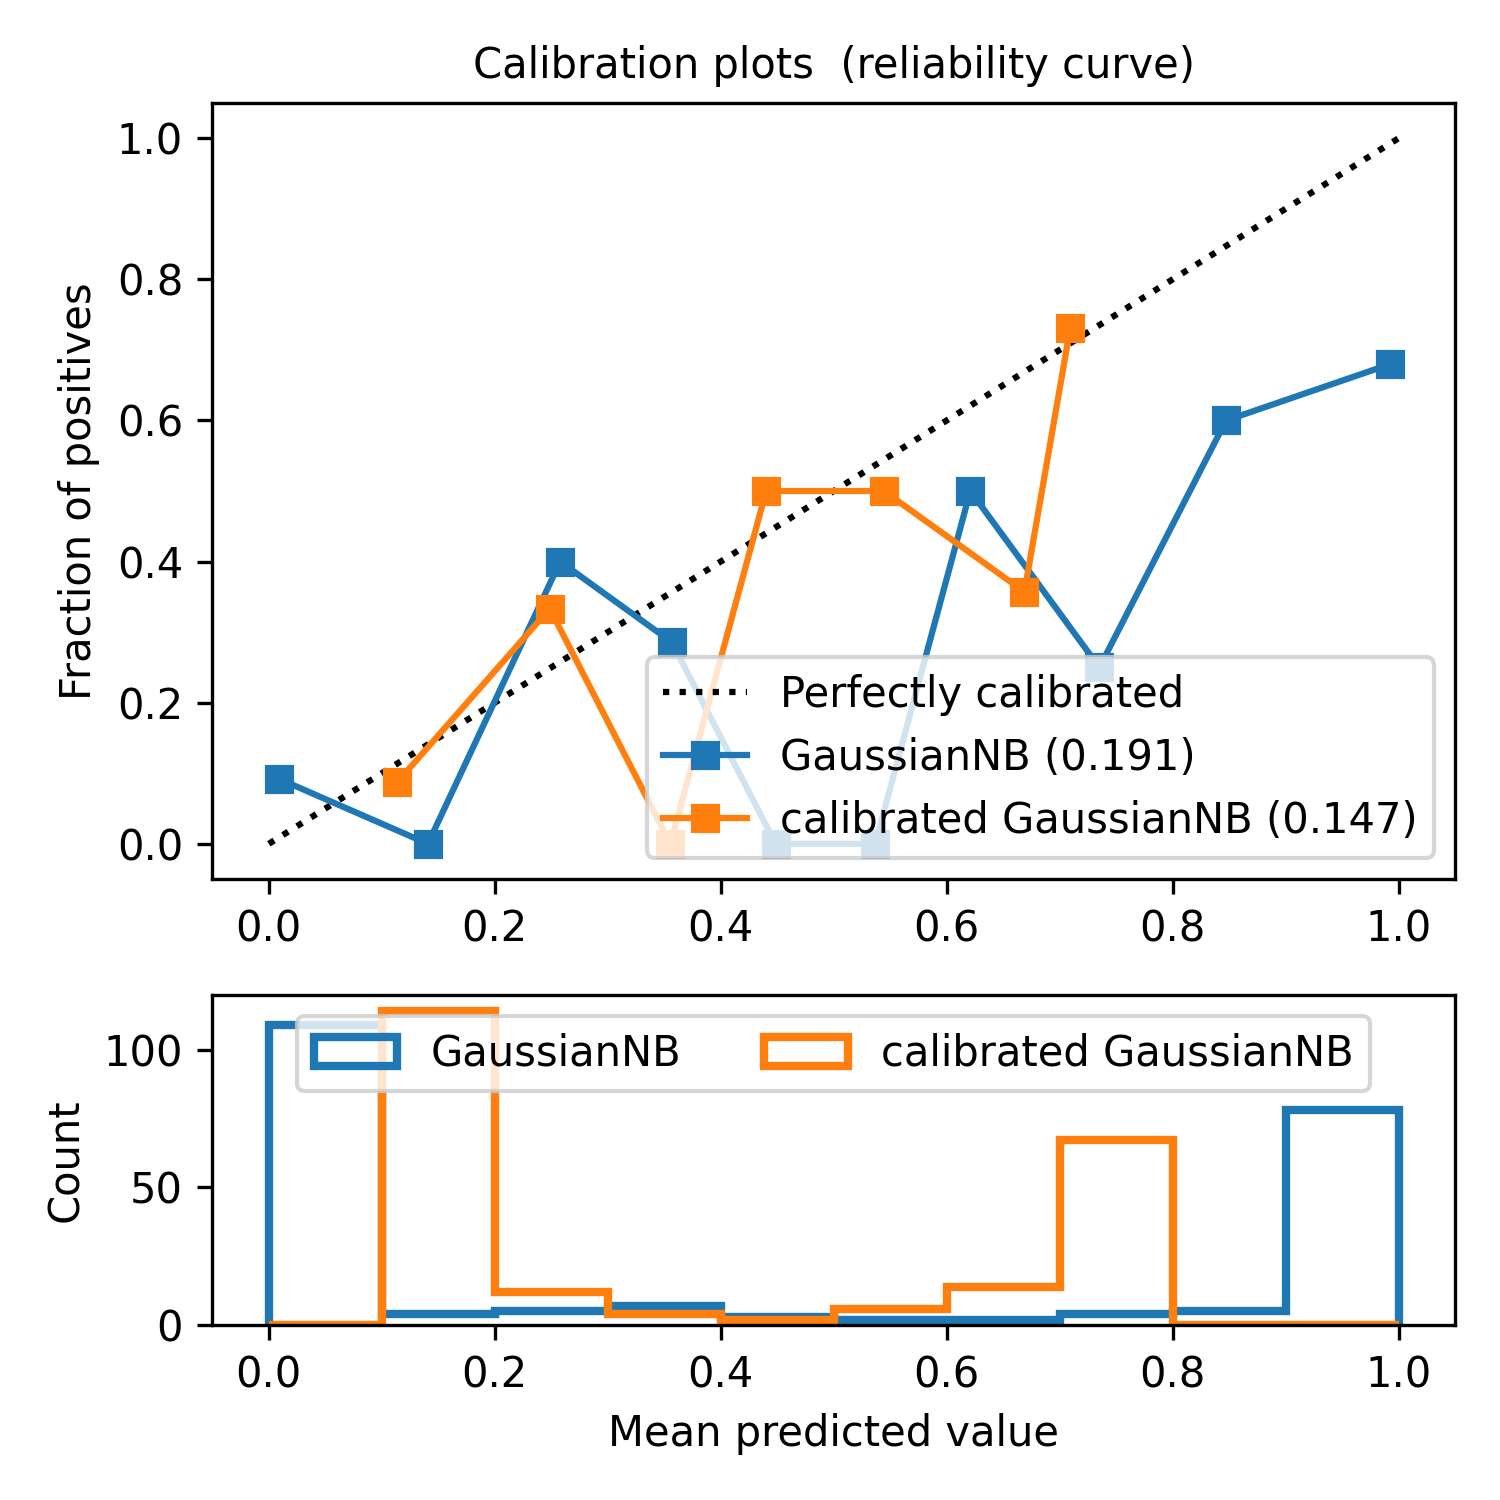 Calibration plots  (reliability curve)
Fraction of positives
1.0
0.8
0.6
0.4
0.2
0.0
Perfectly calibrated
GaussianNB (0.191)
calibrated GaussianNB (0.147)
0.0 0.2 0.4 0.6 0.8 1.0
Count
100
50
0
GaussianNB calibrated GaussianNB
0.0 0.2 0.4 0.6 0.8 1.0
Mean predicted value